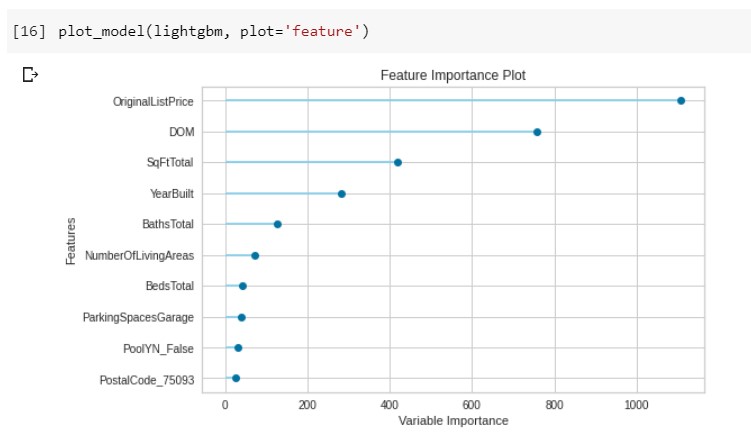 [16] plot_model(lightgbm, plot='feature')
Feature Importance Plot
OriginalListPrice
DOM
SqFtTotal
YearBuilt
BathsTotal
NumberOfLivingAreas
BedsTotal
ParkingSpacesGarage
PoolYN_False
PostalCode_75093
Features
0 200 400 600 800 1000
Variable Importance